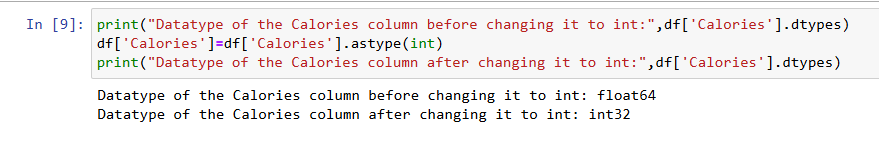 In [9]: print("Datatype of the Calories column before changing it to int:",df['Calories'].dtypes)
df['Calories']=df['Calories'].astype(int)
print("Datatype of the Calories column after changing it to int:",df['Calories'].dtypes)
Datatype of the Calories column before changing it to int: float64
Datatype of the Calories column after changing it to int: int32